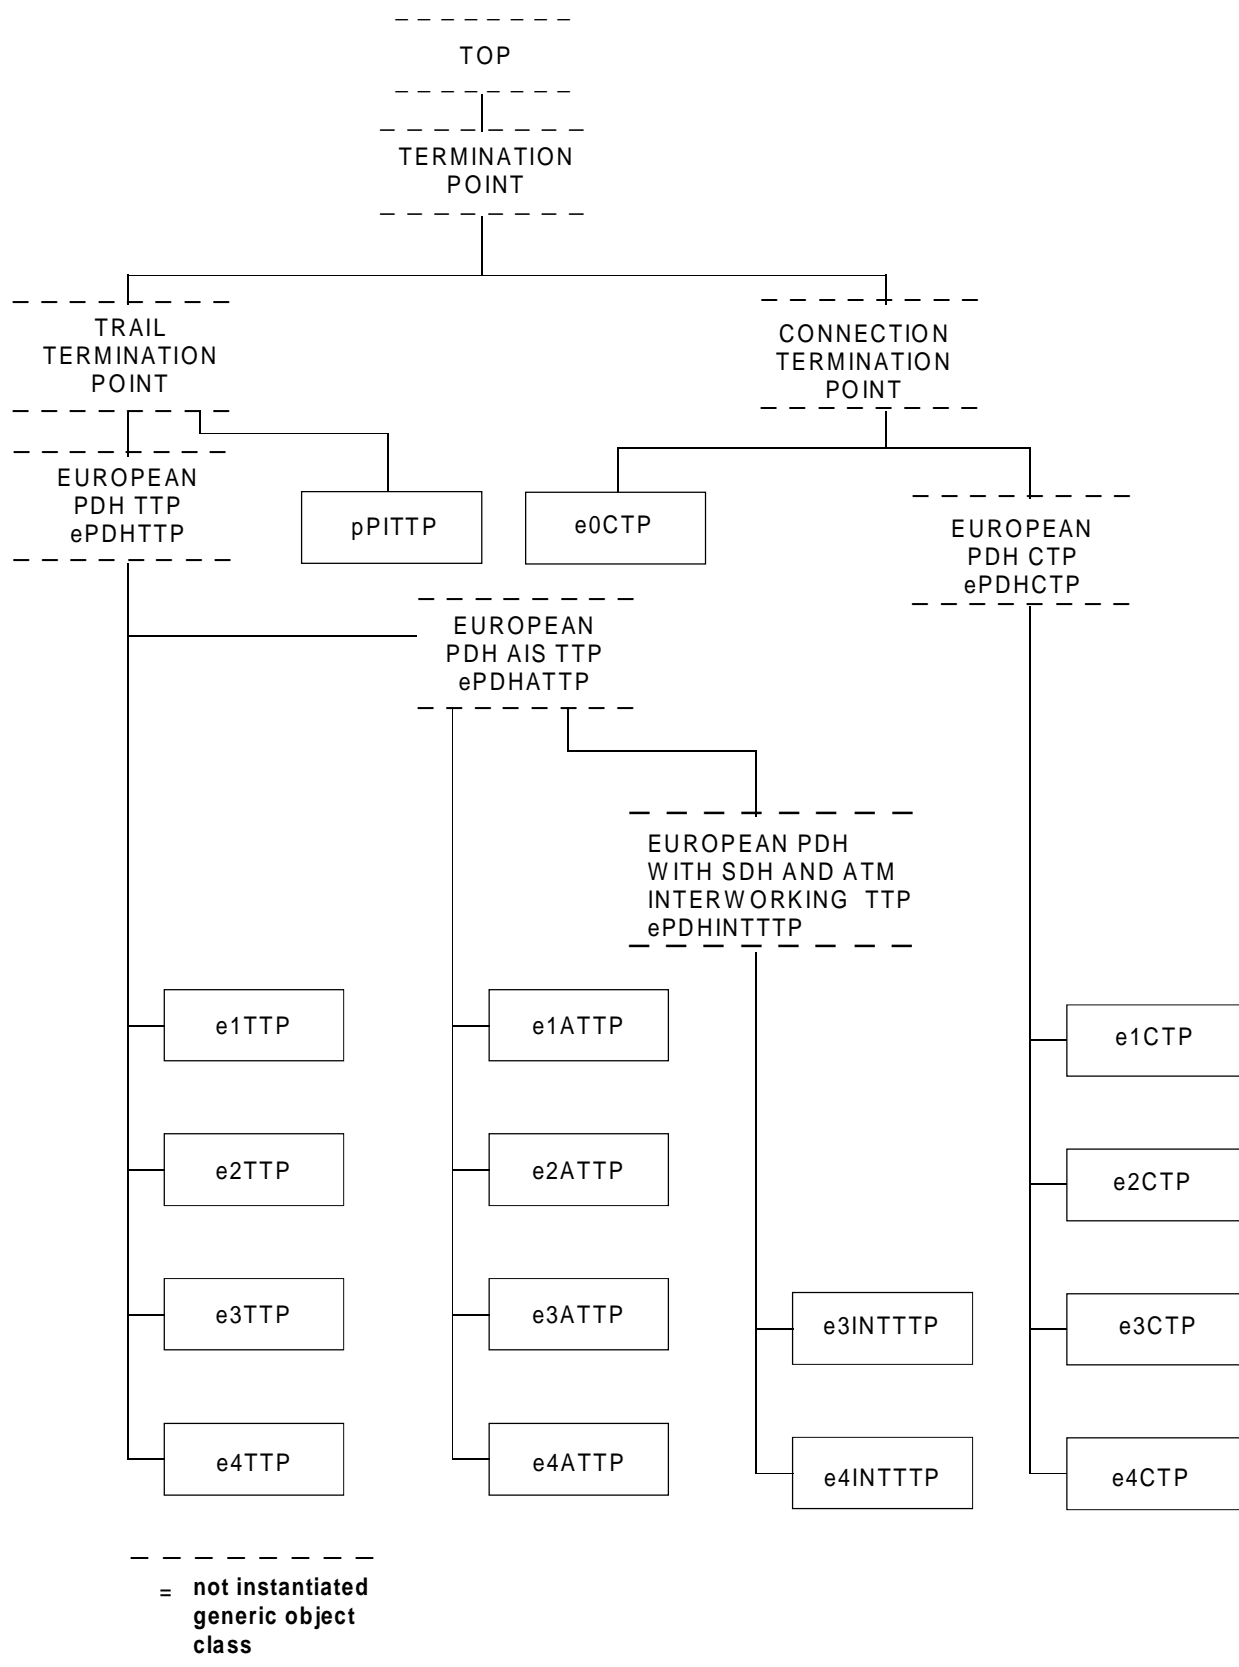 TOP
TERMINATION
POINT
TRAIL
TERMINATION
POINT
CONNECTION
TERMINATION
POINT
EUROPEAN
PDH TTP
ePDHTTP
pPITTP
e0CTP
EUROPEAN
PDH CTP
ePDHCTP
EUROPEAN
PDH AIS TTP
ePDHATTP
EUROPEAN PDH
WITH SDH AND ATM
INTERWORKING TTP
ePDHINTTTP
e1TTP
e1ATTP
e1CTP
e2TTP
e2ATTP
e2CTP
e3TTP
e3ATTP
e3INTTTP
e3CTP
e4TTP
e4ATTP
e4INTTTP
e4CTP
= not instantiated
generic object
class